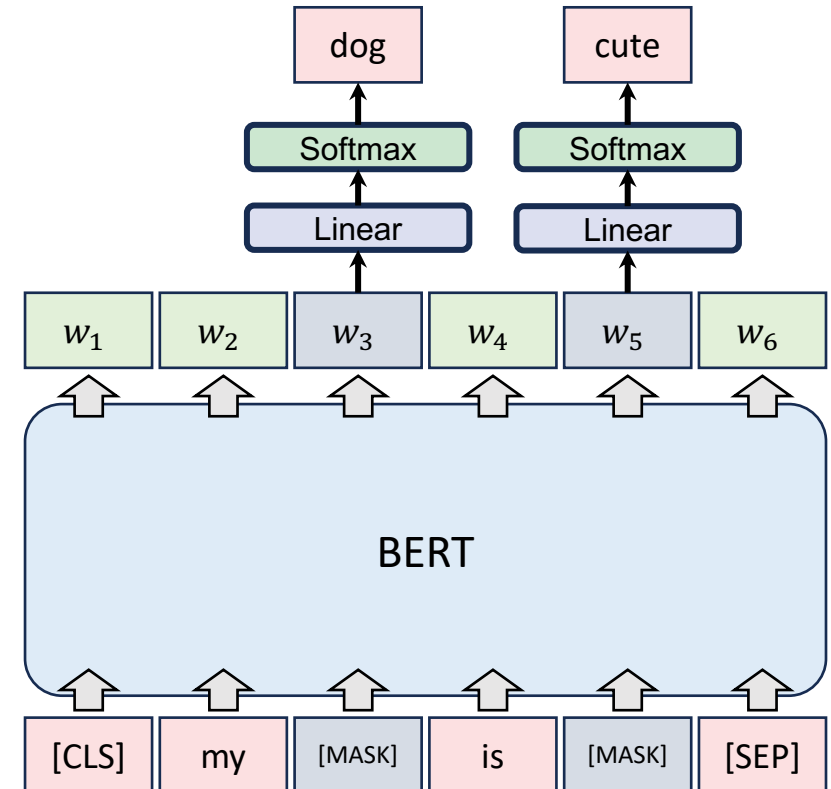 dog cute
Softmax Softmax
Linear Linear
w₁ w₂ w₃ w₄ w₅ w₆
BERT
[CLS] my [MASK] is [MASK] [SEP]